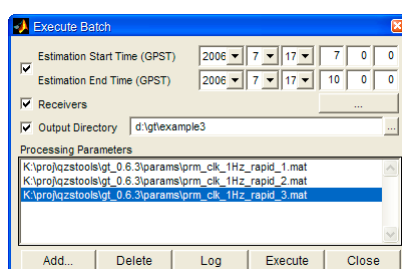 Execute Batch
Estimation Start Time (GPST) 2006 7 17 7 0 0
Estimation End Time (GPST) 2006 7 17 10 0 0
Receivers ...
Output Directory d:\gt\example3 ...
Processing Parameters
K:\proj\qzstools\gt_0.6.3\params\prm_clk_1Hz_rapid_1.mat
K:\proj\qzstools\gt_0.6.3\params\prm_clk_1Hz_rapid_2.mat
K:\proj\qzstools\gt_0.6.3\params\prm_clk_1Hz_rapid_3.mat
Add... Delete Log Execute Close